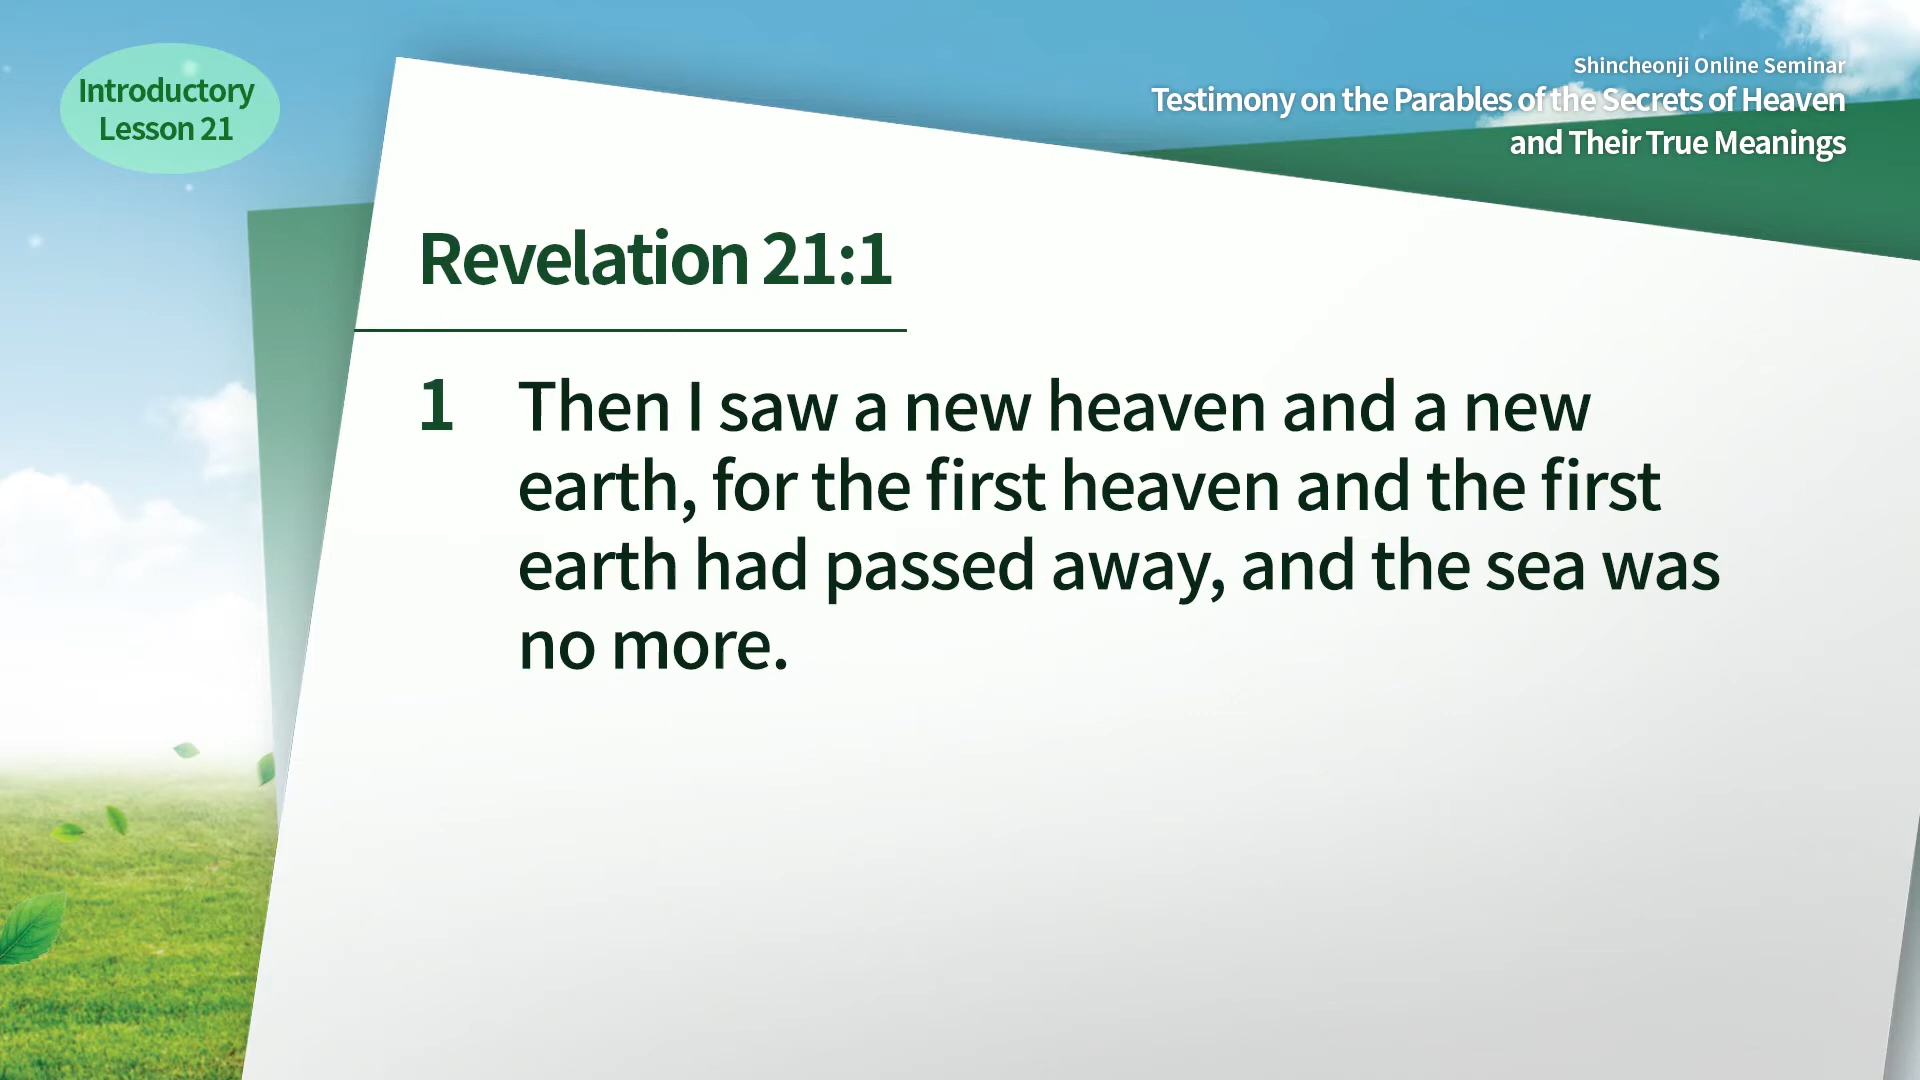 Introductory
Lesson 21
Shincheonji Online Seminar
Testimony on the Parables of the Secrets of Heaven
and Their True Meanings
Revelation 21:1
1 Then I saw a new heaven and a new
earth, for the first heaven and the first
earth had passed away, and the sea was
no more.